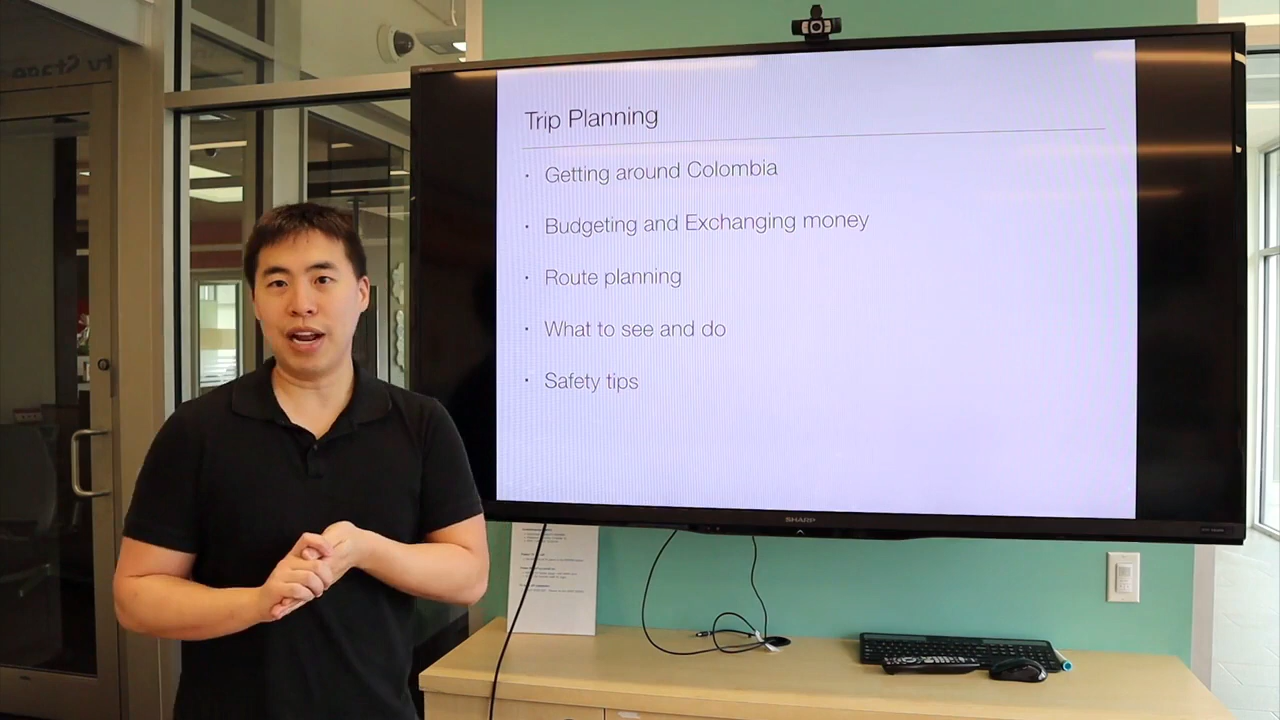 Trip Planning
· Getting around Colombia
· Budgeting and Exchanging money
· Route planning
· What to see and do
· Safety tips
SHARP